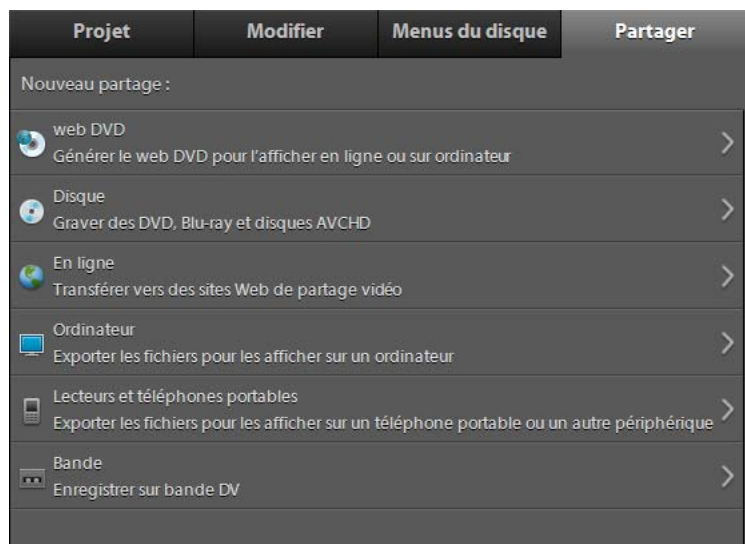 Projet Modifier Menus du disque Partager
Nouveau partage :
web DVD
Générer le web DVD pour l'afficher en ligne ou sur ordinateur
Disque
Graver des DVD, Blu-ray et disques AVCHD
En ligne
Transférer vers des sites Web de partage vidéo
Ordinateur
Exporter les fichiers pour les afficher sur un ordinateur
Lecteurs et téléphones portables
Exporter les fichiers pour les afficher sur un téléphone portable ou un autre périphérique
Bande
Enregistrer sur bande DV